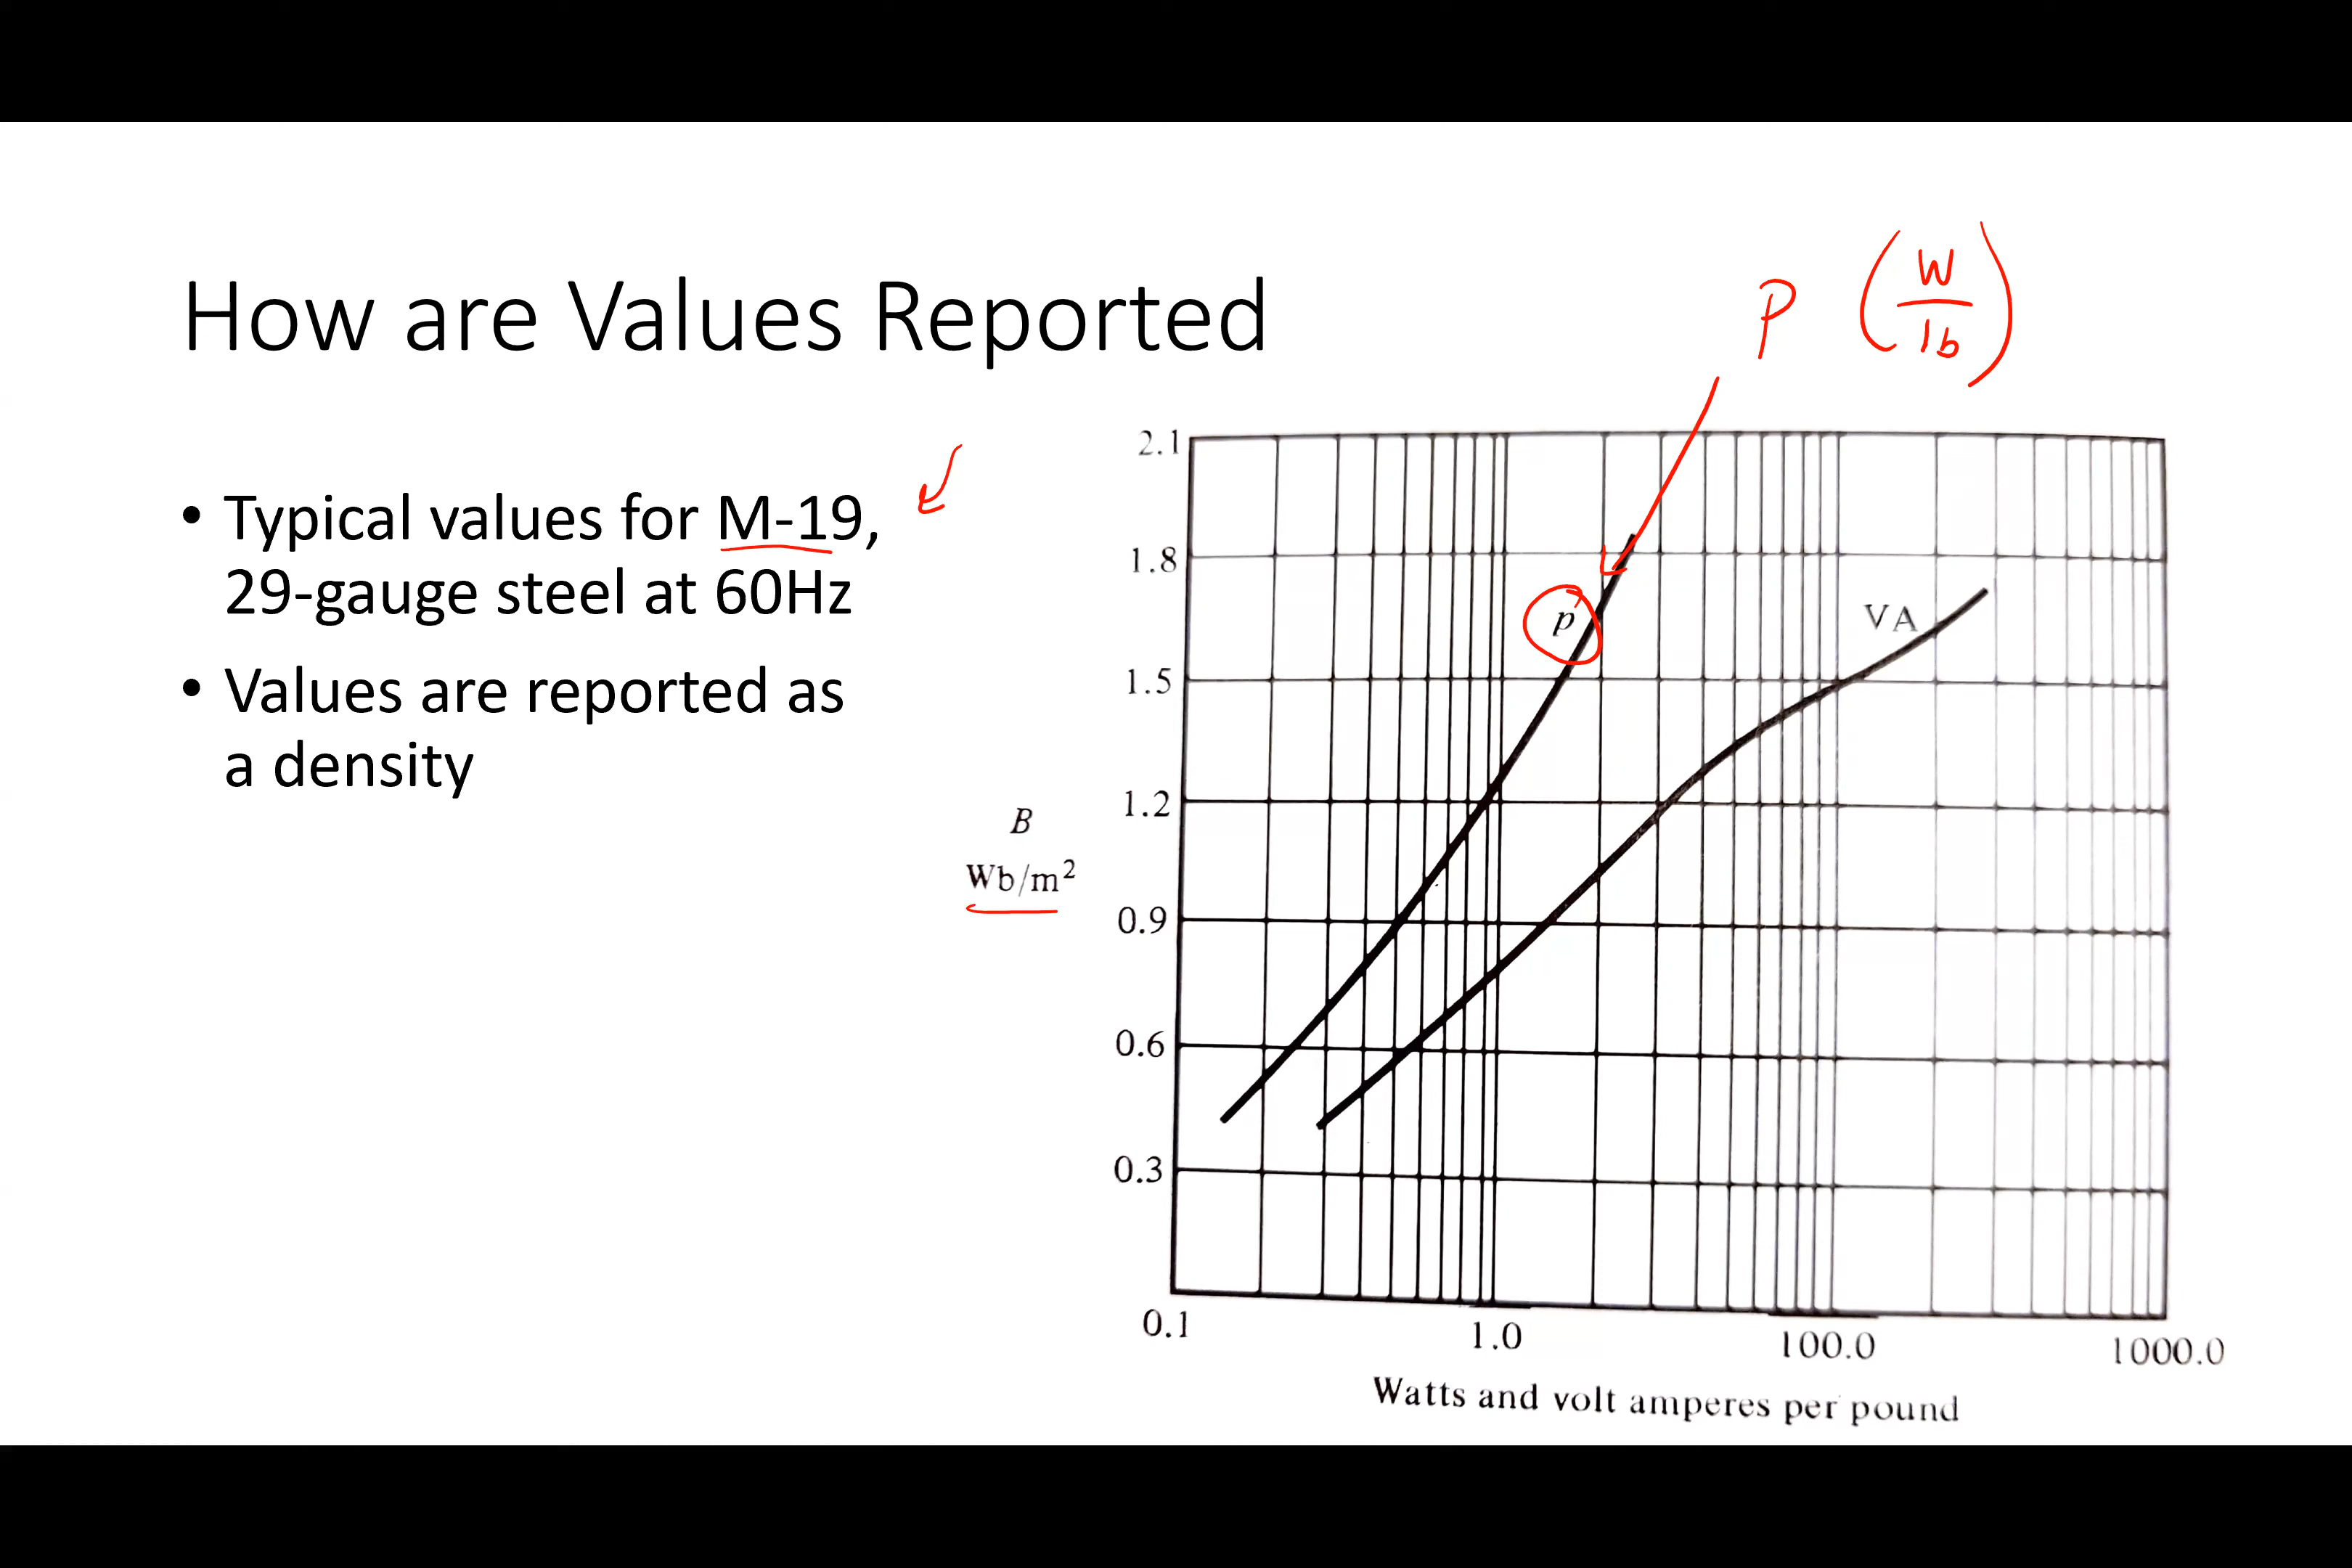 How are Values Reported
P ( W / lb )
• Typical values for M-19,
29-gauge steel at 60Hz
• Values are reported as
a density
B
Wb/m²
2.1
1.8
1.5
1.2
0.9
0.6
0.3
p
VA
0.1
1.0
100.0
1000.0
Watts and volt amperes per pound